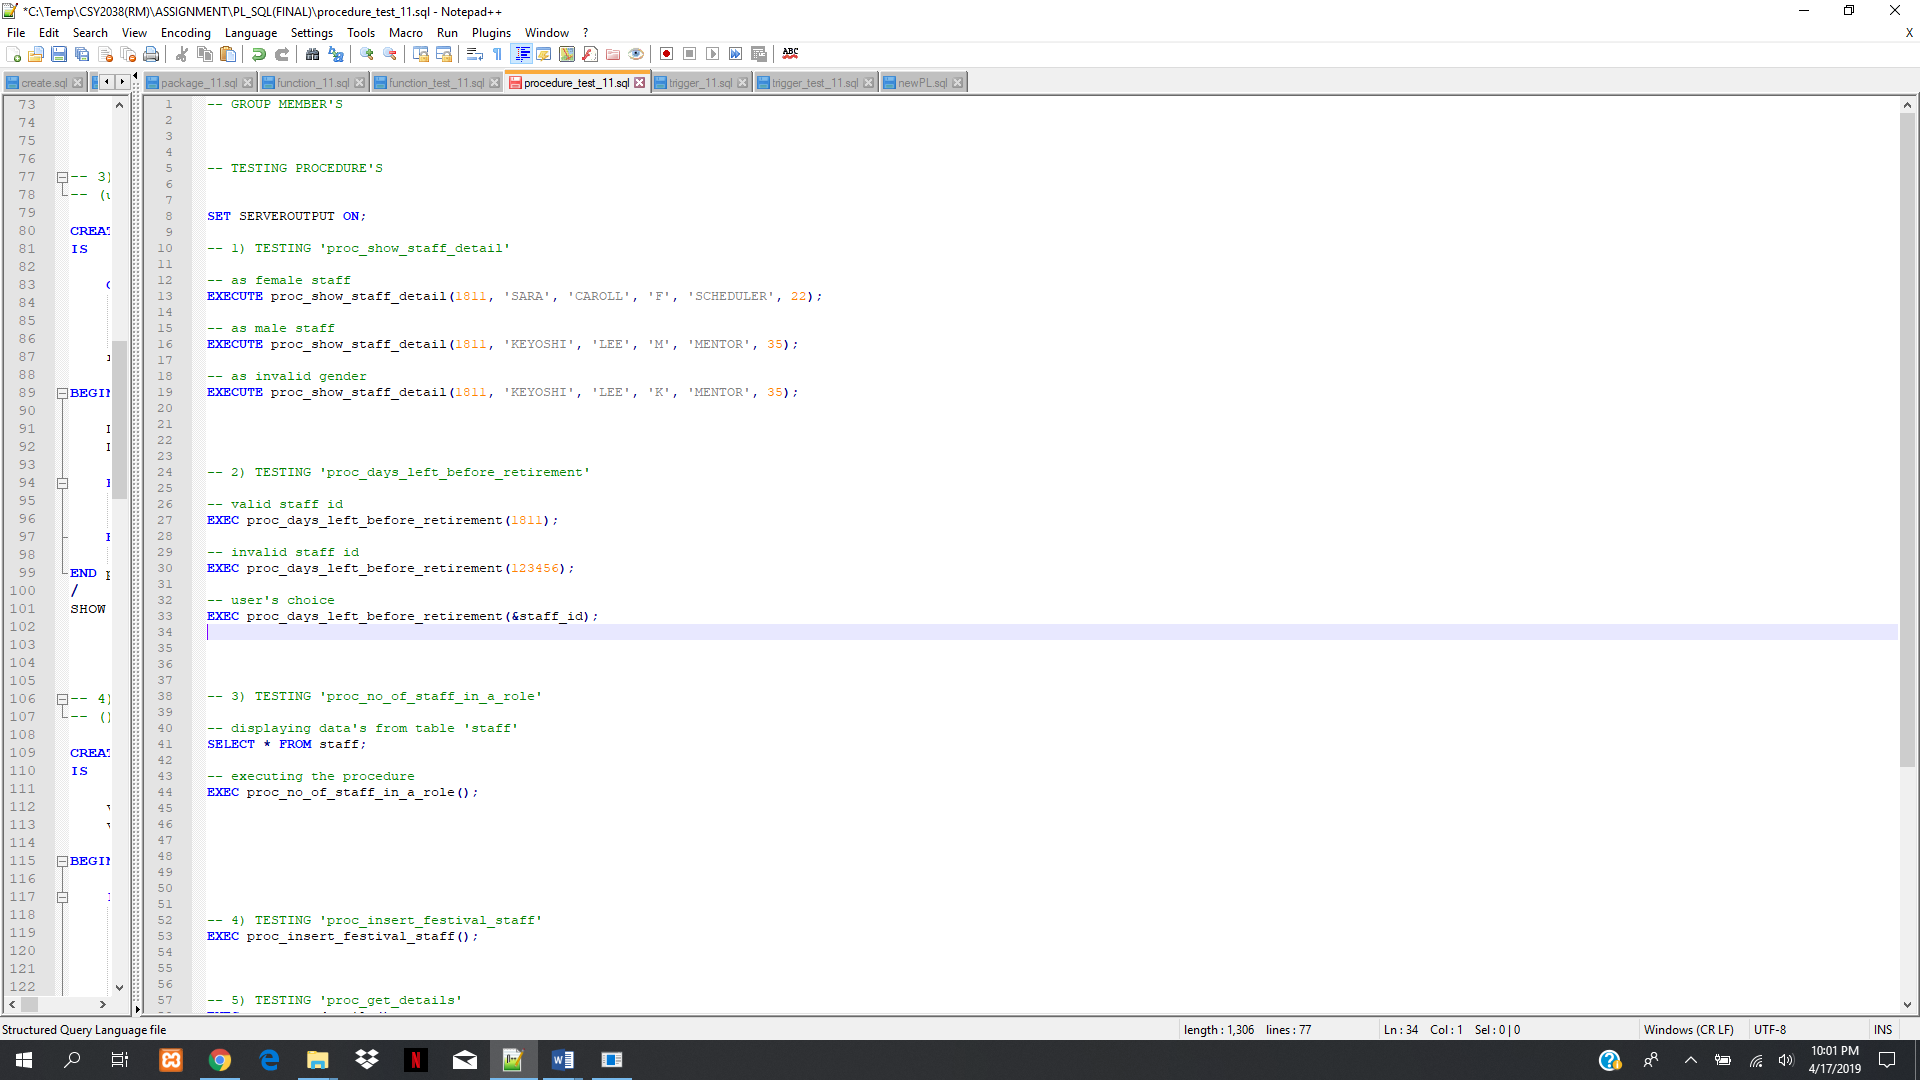 *C:\Temp\CSY2038(RM)\ASSIGNMENT\PL_SQL(FINAL)\procedure_test_11.sql - Notepad++
File Edit Search View Encoding Language Settings Tools Macro Run Plugins Window ? X
create.sql package_11.sql function_11.sql function_test_11.sql procedure_test_11.sql trigger_11.sql trigger_test_11.sql newPL.sql
73
74
75
76
77 -- 3)
78 -- (
79
80 CREAT
81 IS
82
83
84
85
86
87
88
89 BEGIN
90
91
92
93
94
95
96
97
98
99 END
100 /
101 SHOW
102
103
104
105
106 -- 4)
107 -- ()
108
109 CREAT
110 IS
111
112
113
114
115 BEGIN
116
117
118
119
120
121
122
1 -- GROUP MEMBER'S
2
3
4
5 -- TESTING PROCEDURE'S
6
7
8 SET SERVEROUTPUT ON;
9
10 -- 1) TESTING 'proc_show_staff_detail'
11
12 -- as female staff
13 EXECUTE proc_show_staff_detail(1811, 'SARA', 'CAROLL', 'F', 'SCHEDULER', 22);
14
15 -- as male staff
16 EXECUTE proc_show_staff_detail(1811, 'KEYOSHI', 'LEE', 'M', 'MENTOR', 35);
17
18 -- as invalid gender
19 EXECUTE proc_show_staff_detail(1811, 'KEYOSHI', 'LEE', 'K', 'MENTOR', 35);
20
21
22
23
24 -- 2) TESTING 'proc_days_left_before_retirement'
25
26 -- valid staff id
27 EXEC proc_days_left_before_retirement(1811);
28
29 -- invalid staff id
30 EXEC proc_days_left_before_retirement(123456);
31
32 -- user's choice
33 EXEC proc_days_left_before_retirement(&staff_id);
34
35
36
37
38 -- 3) TESTING 'proc_no_of_staff_in_a_role'
39
40 -- displaying data's from table 'staff'
41 SELECT * FROM staff;
42
43 -- executing the procedure
44 EXEC proc_no_of_staff_in_a_role();
45
46
47
48
49
50
51
52 -- 4) TESTING 'proc_insert_festival_staff'
53 EXEC proc_insert_festival_staff();
54
55
56
57 -- 5) TESTING 'proc_get_details'
Structured Query Language file length : 1,306 lines : 77 Ln : 34 Col : 1 Sel : 0 | 0 Windows (CR LF) UTF-8 INS
10:01 PM
4/17/2019